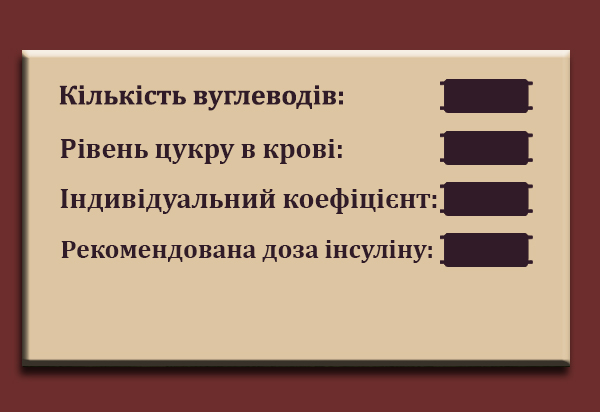 Кількість вуглеводів:
Рівень цукру в крові:
Індивідуальний коефіцієнт:
Рекомендована доза інсуліну: